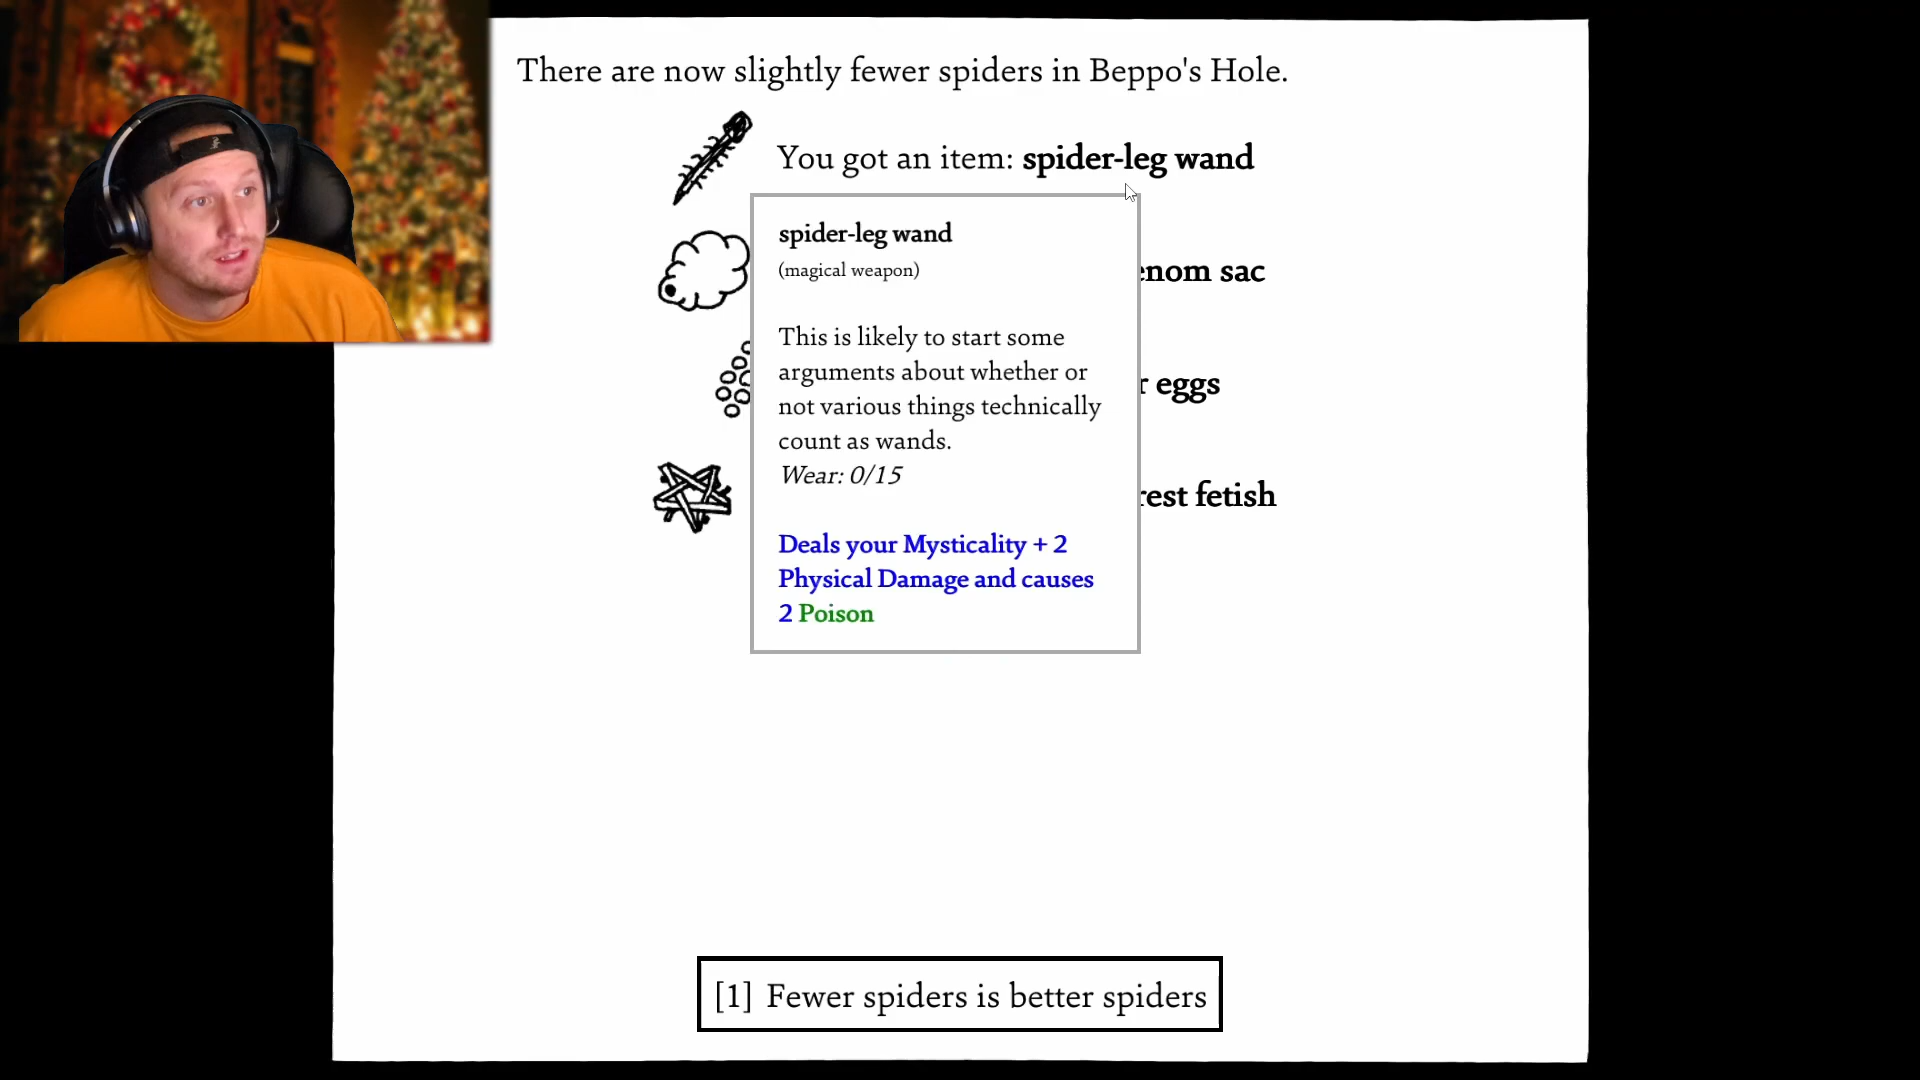 There are now slightly fewer spiders in Beppo's Hole.
You got an item: spider-leg wand
spider-leg wand
(magical weapon)
This is likely to start some
arguments about whether or
not various things technically
count as wands.
Wear: 0/15
Deals your Mysticality + 2
Physical Damage and causes
2 Poison
enom sac
r eggs
rest fetish
[1] Fewer spiders is better spiders